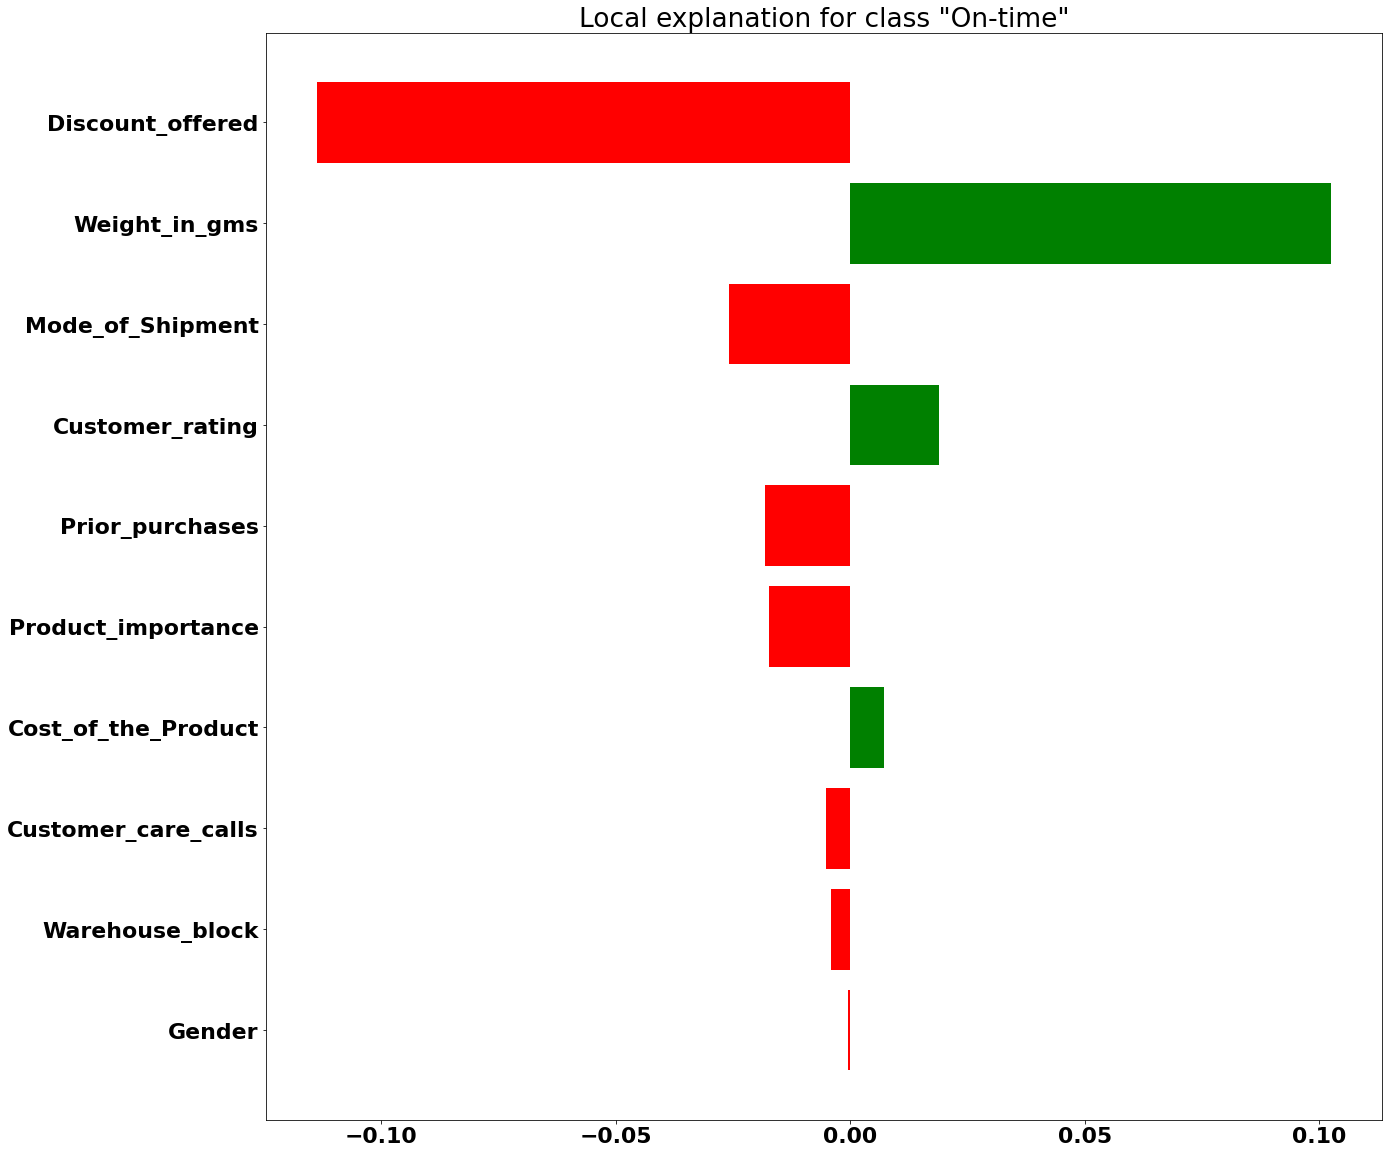 Local explanation for class "On-time"
Discount_offered
Weight_in_gms
Mode_of_Shipment
Customer_rating
Prior_purchases
Product_importance
Cost_of_the_Product
Customer_care_calls
Warehouse_block
Gender
−0.10 −0.05 0.00 0.05 0.10